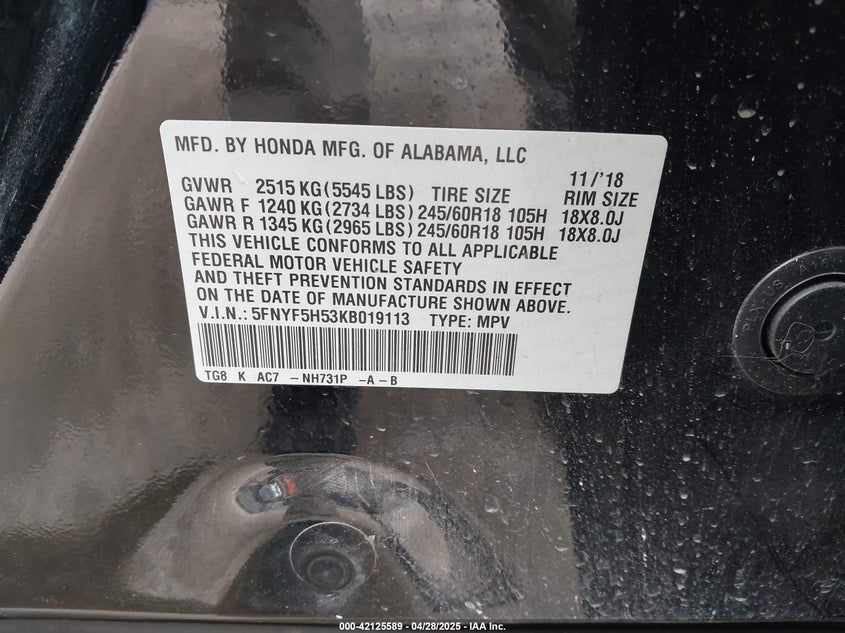 MFD. BY HONDA MFG. OF ALABAMA, LLC
11/'18
GVWR 2515 KG(5545 LBS) TIRE SIZE RIM SIZE
GAWR F 1240 KG(2734 LBS) 245/60R18 105H 18X8.0J
GAWR R 1345 KG(2965 LBS) 245/60R18 105H 18X8.0J
THIS VEHICLE CONFORMS TO ALL APPLICABLE
FEDERAL MOTOR VEHICLE SAFETY
AND THEFT PREVENTION STANDARDS IN EFFECT
ON THE DATE OF MANUFACTURE SHOWN ABOVE.
V.I.N.: 5FNYF5H53KB019113 TYPE: MPV
TG8 K AC7 -NH731P -A-B
000-42125589 - 04/28/2025 - IAA Inc.